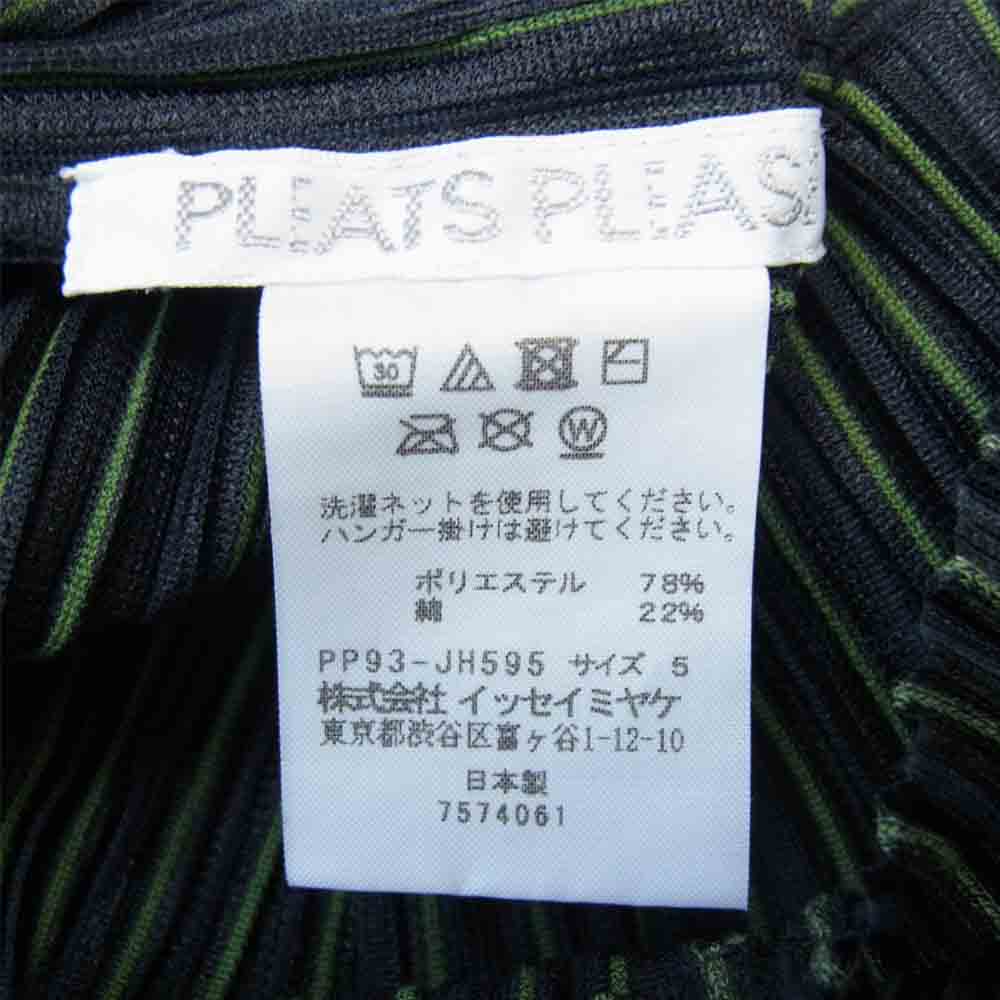 PLEATS PLEASE
30
W
洗濯ネットを使用してください。
ハンガー掛けは避けてください。
ポリエステル 78%
綿 22%
PP93-JH595 サイズ 5
株式会社 イッセイミヤケ
東京都渋谷区富ヶ谷1-12-10
日本製
7574061